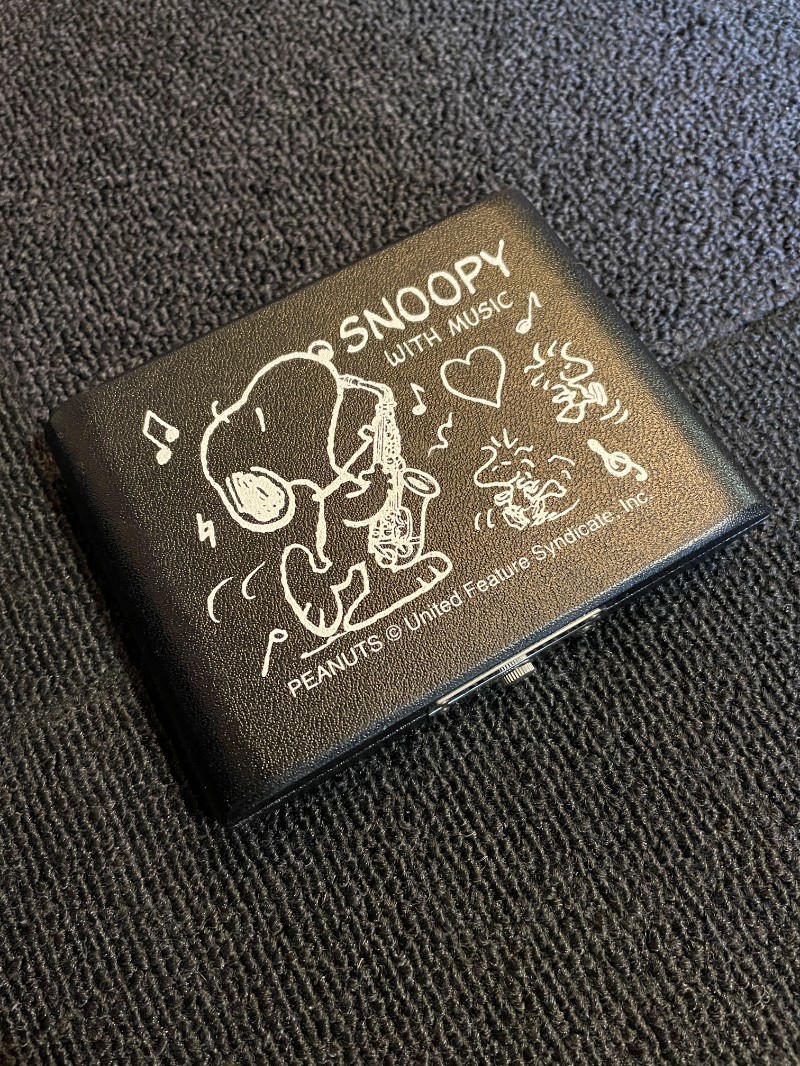 SNOOPY
WITH MUSIC
PEANUTS © United Feature Syndicate, Inc.